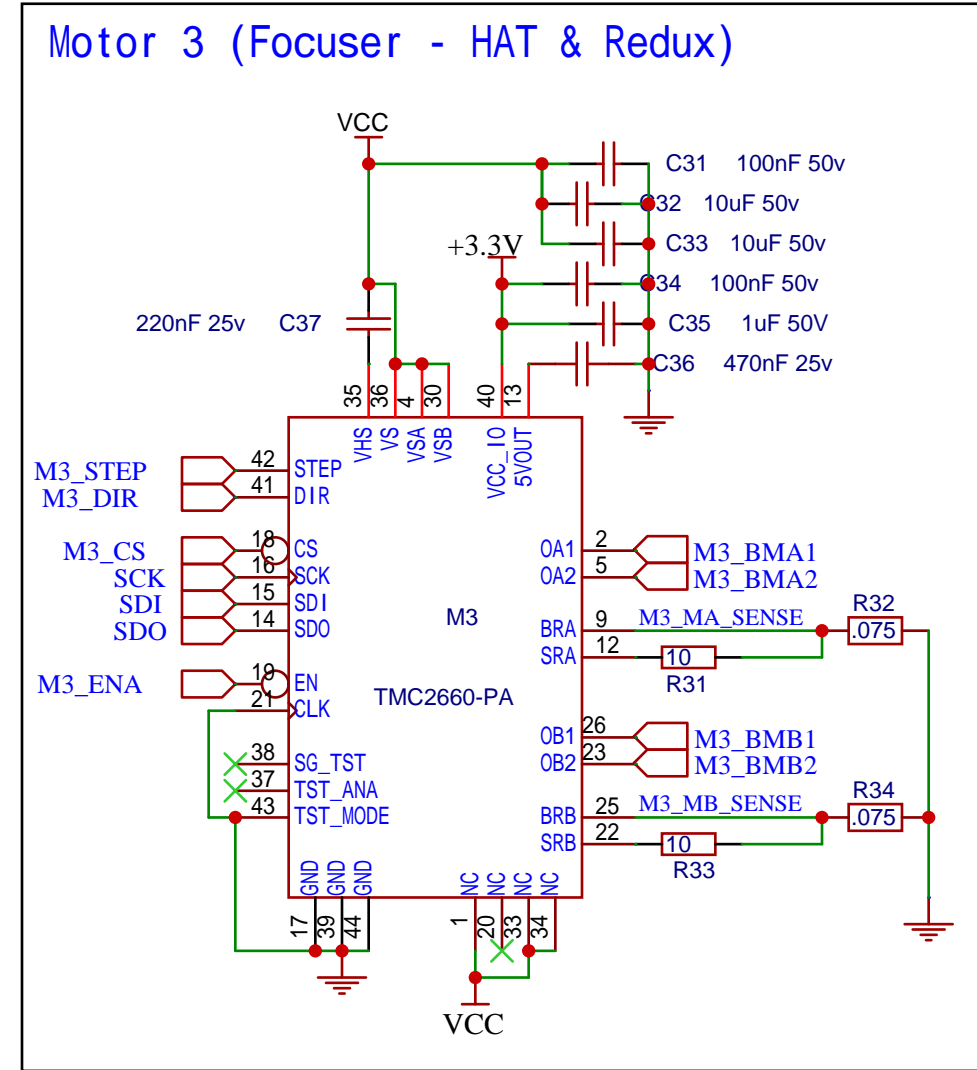 Motor 3 (Focuser - HAT & Redux)
VCC
C31 100nF 50v
C32 10uF 50v
+3.3V
C33 10uF 50v
C34 100nF 50v
220nF 25v C37
C35 1uF 50V
C36 470nF 25v
35 36 4 30 40 13
VHS VS VSA VSB VCC_IO 5VOUT
M3_STEP 42 STEP
M3_DIR 41 DIR
M3_CS 18 CS
SCK 16 SCK
SDI 15 SDI
SDO 14 SDO
M3_ENA 19 EN
21 CLK
38 SG_TST
37 TST_ANA
43 TST_MODE
M3
TMC2660-PA
OA1 2 M3_BMA1
OA2 5 M3_BMA2
BRA 9 M3_MA_SENSE
R32
.075
SRA 12 10
R31
OB1 26 M3_BMB1
OB2 23 M3_BMB2
BRB 25 M3_MB_SENSE
R34
.075
SRB 22 10
R33
GND GND GND NC NC NC NC
17 39 44 1 20 33 34
VCC